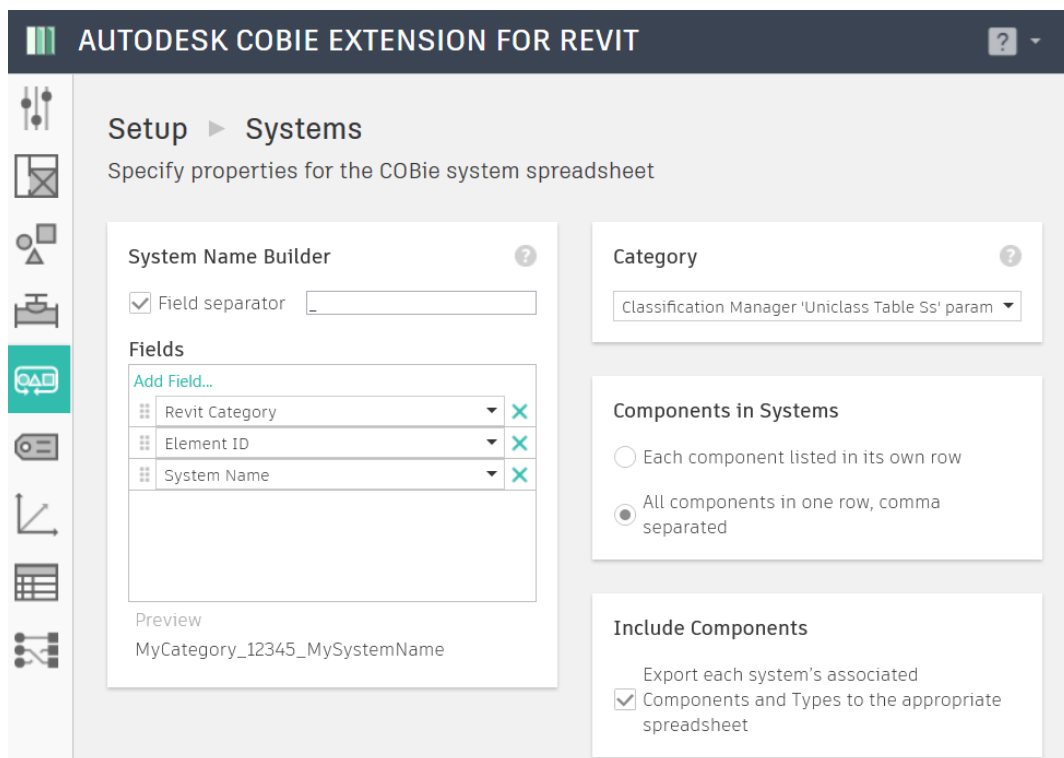 AUTODESK COBIE EXTENSION FOR REVIT
?
Setup ▶ Systems
Specify properties for the COBie system spreadsheet
System Name Builder
?
Field separator
_
Fields
Add Field...
Revit Category
Element ID
System Name
Preview
MyCategory_12345_MySystemName
Category
?
Classification Manager 'Uniclass Table Ss' param
Components in Systems
Each component listed in its own row
All components in one row, comma
separated
Include Components
Export each system's associated
Components and Types to the appropriate
spreadsheet